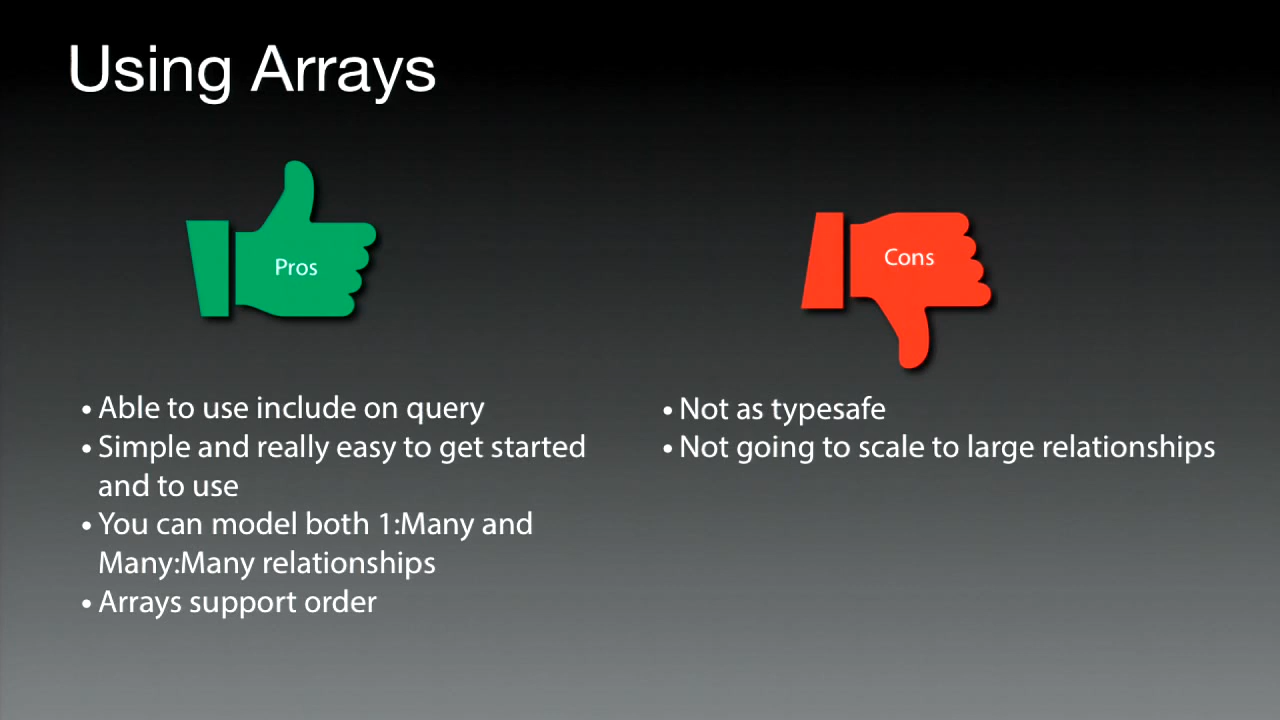 Using Arrays
Pros
Cons
• Able to use include on query
• Simple and really easy to get started
and to use
• You can model both 1:Many and
Many:Many relationships
• Arrays support order
• Not as typesafe
• Not going to scale to large relationships